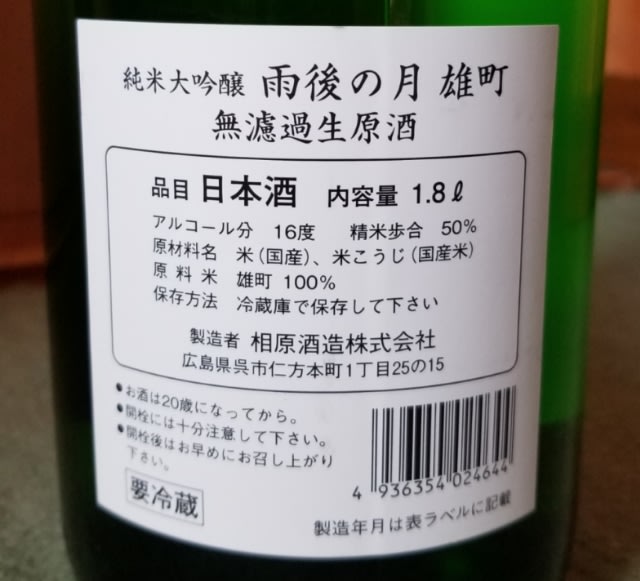 純米大吟醸 雨後の月 雄町
無濾過生原酒
品目 日本酒 内容量 1.8ℓ
アルコール分 16度 精米歩合 50%
原材料名 米(国産)、米こうじ(国産米)
原料米 雄町 100%
保存方法 冷蔵庫で保存して下さい
製造者 相原酒造株式会社
広島県呉市仁方本町1丁目25の15
●お酒は20歳になってから。
●開栓には十分注意して下さい。
●開栓後はお早めにお召し上がり
下さい。
要冷蔵
4 936354 024644
製造年月は表ラベルに記載